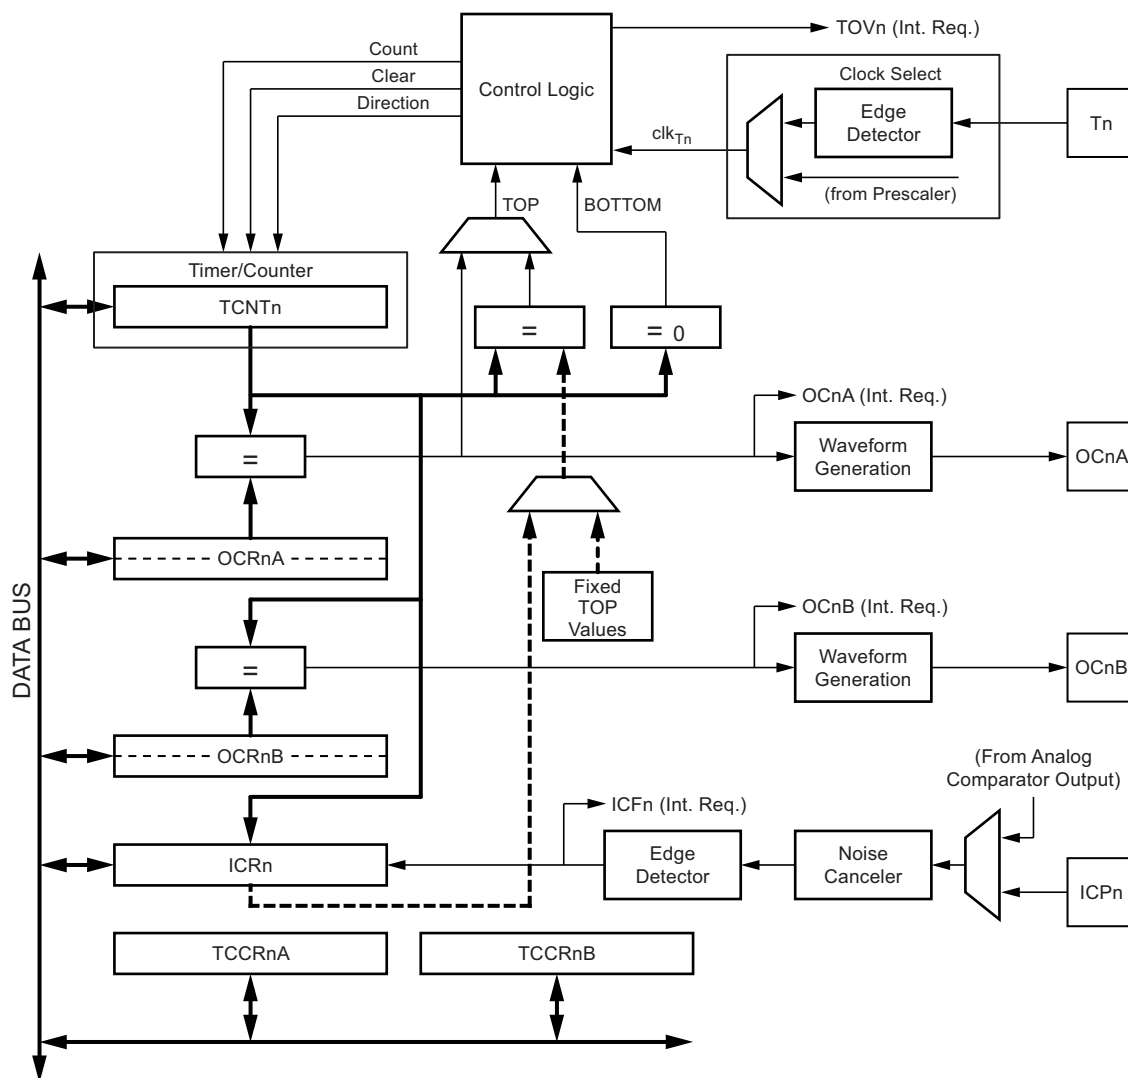 TOVn (Int. Req.)
Count
Clear
Direction
Control Logic
Clock Select
Edge
Detector
Tn
clkTn
(from Prescaler)
TOP
BOTTOM
Timer/Counter
TCNTn
=
= 0
OCnA (Int. Req.)
=
Waveform
Generation
OCnA
OCRnA
Fixed
TOP
Values
DATA BUS
OCnB (Int. Req.)
=
Waveform
Generation
OCnB
OCRnB
(From Analog
Comparator Output)
ICFn (Int. Req.)
ICRn
Edge
Detector
Noise
Canceler
ICPn
TCCRnA
TCCRnB